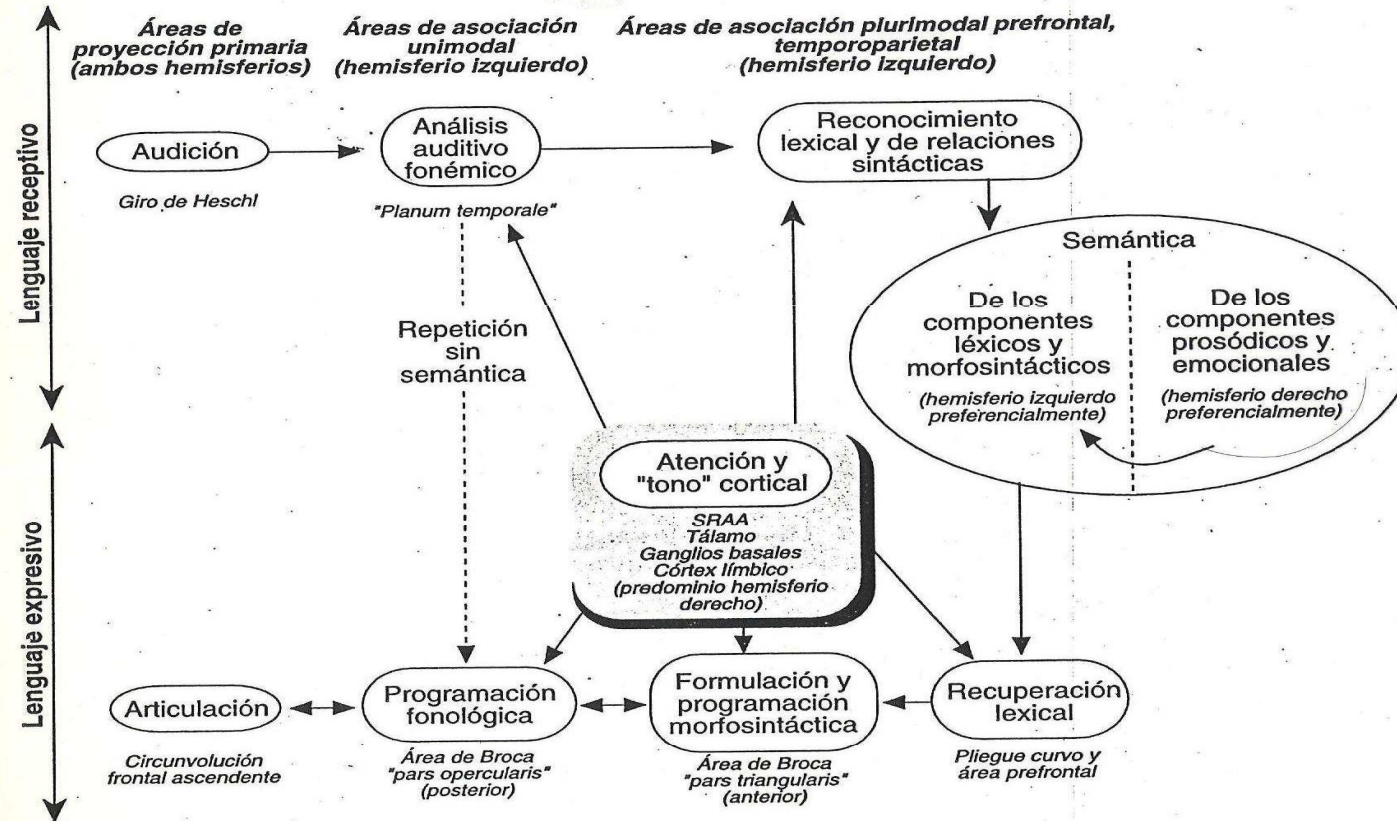 Áreas de
proyección primaria
(ambos hemisferios)
Áreas de asociación
unimodal
(hemisferio izquierdo)
Áreas de asociación plurimodal prefrontal,
temporoparietal
(hemisferio izquierdo)
Lenguaje receptivo
Audición
Giro de Heschl
Análisis
auditivo
fonémico
"Planum temporale"
Reconocimiento
lexical y de relaciones
sintácticas
Semántica
De los
componentes
léxicos y
morfosintácticos
(hemisferio izquierdo
preferencialmente)
De los
componentes
prosódicos y
emocionales
(hemisferio derecho
preferencialmente)
Repetición
sin
semántica
Atención y
"tono" cortical
SRAA
Tálamo
Ganglios basales
Córtex límbico
(predominio hemisferio
derecho)
Lenguaje expresivo
Articulación
Circunvolución
frontal ascendente
Programación
fonológica
Área de Broca
"pars opercularis"
(posterior)
Formulación y
programación
morfosintáctica
Área de Broca
"pars triangularis"
(anterior)
Recuperación
lexical
Pliegue curvo y
área prefrontal